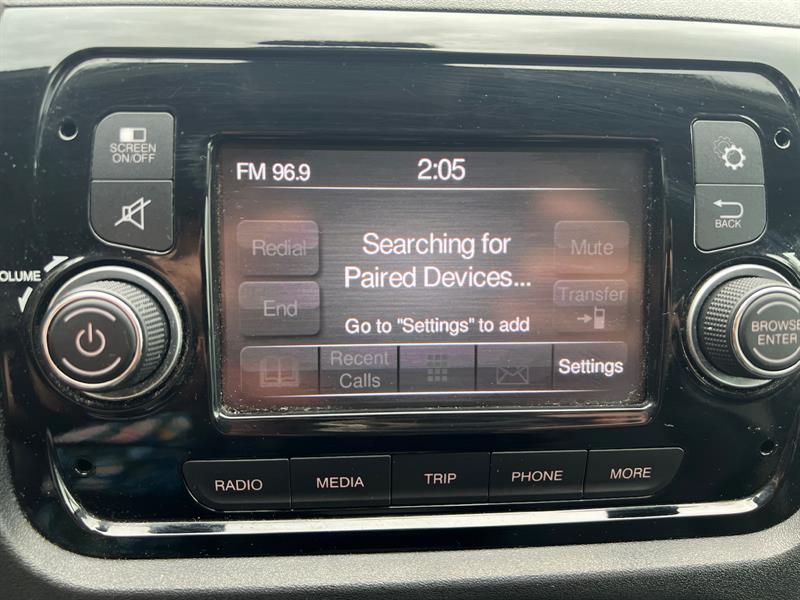 SCREEN
ON/OFF
FM 96.9
2:05
BACK
VOLUME
Redial
Searching for
Paired Devices...
Mute
End
Go to "Settings" to add
Transfer
Recent
Calls
Settings
BROWSE
ENTER
RADIO
MEDIA
TRIP
PHONE
MORE